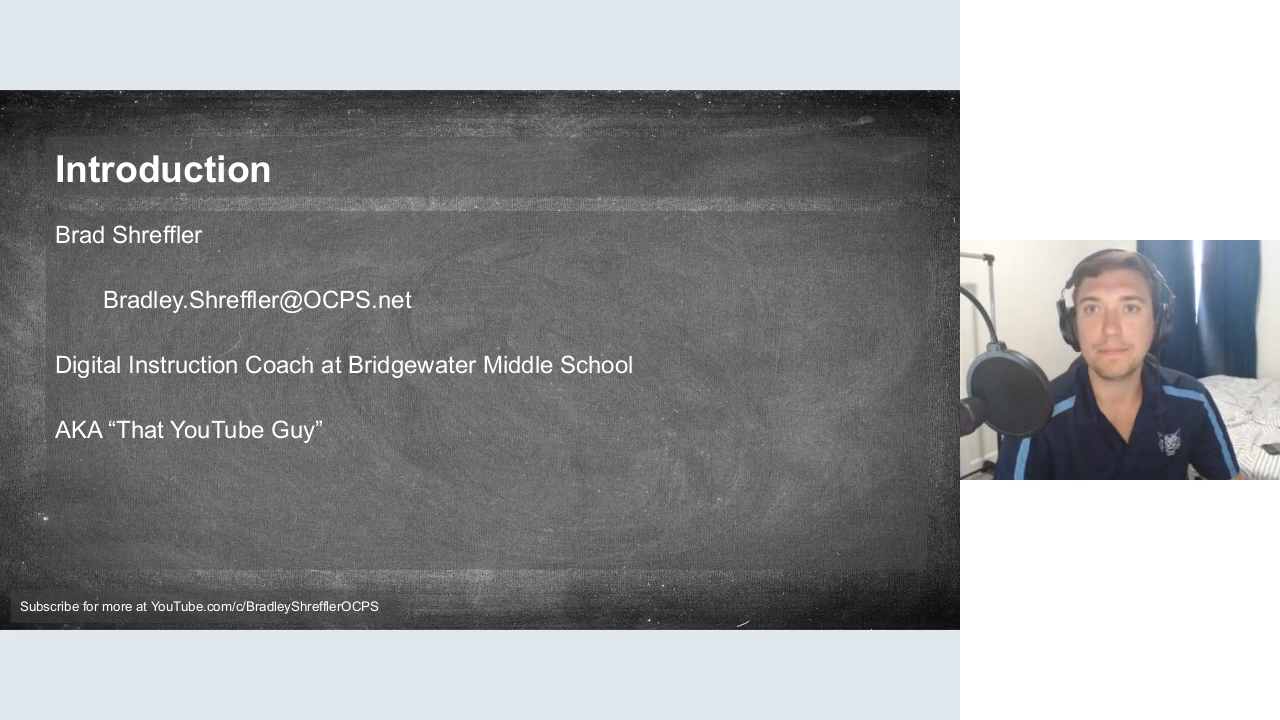 Introduction
Brad Shreffler
Bradley.Shreffler@OCPS.net
Digital Instruction Coach at Bridgewater Middle School
AKA “That YouTube Guy”
Subscribe for more at YouTube.com/c/BradleyShrefflerOCPS